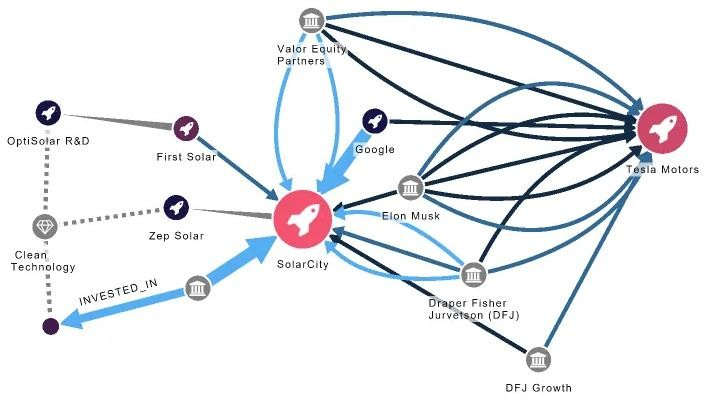 Valor Equity
Partners
OptiSolar R&D
First Solar
Google
Tesla Motors
Elon Musk
Zep Solar
Clean
Technology
SolarCity
INVESTED_IN
Draper Fisher
Jurvetson (DFJ)
DFJ Growth